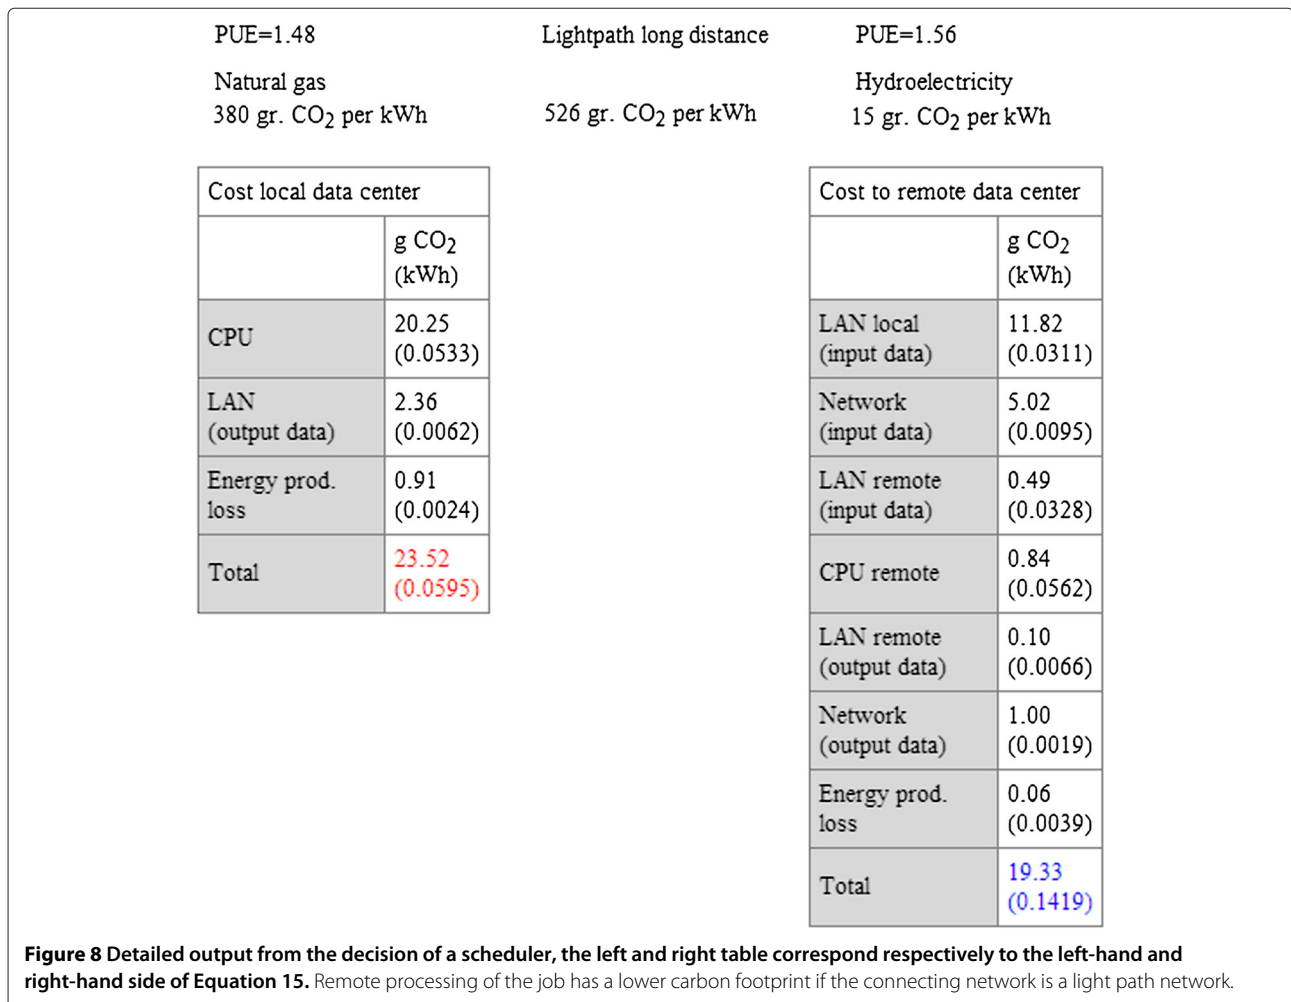 PUE=1.48
Lightpath long distance
PUE=1.56
Natural gas
380 gr. CO2 per kWh
526 gr. CO2 per kWh
Hydroelectricity
15 gr. CO2 per kWh
Cost local data center
g CO2
(kWh)
CPU
20.25
(0.0533)
LAN
(output data)
2.36
(0.0062)
Energy prod.
loss
0.91
(0.0024)
Total
23.52
(0.0595)
Cost to remote data center
g CO2
(kWh)
LAN local
(input data)
11.82
(0.0311)
Network
(input data)
5.02
(0.0095)
LAN remote
(input data)
0.49
(0.0328)
CPU remote
0.84
(0.0562)
LAN remote
(output data)
0.10
(0.0066)
Network
(output data)
1.00
(0.0019)
Energy prod.
loss
0.06
(0.0039)
Total
19.33
(0.1419)
Figure 8 Detailed output from the decision of a scheduler, the left and right table correspond respectively to the left-hand and
right-hand side of Equation 15. Remote processing of the job has a lower carbon footprint if the connecting network is a light path network.